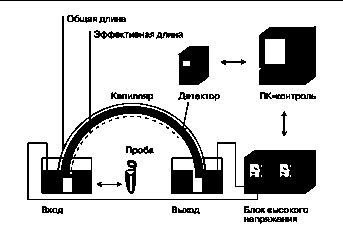 Общая длина
Эффективная длина
Капилляр
Детектор
ПК-контроль
Проба
Вход
Выход
Блок высокого
напряжения